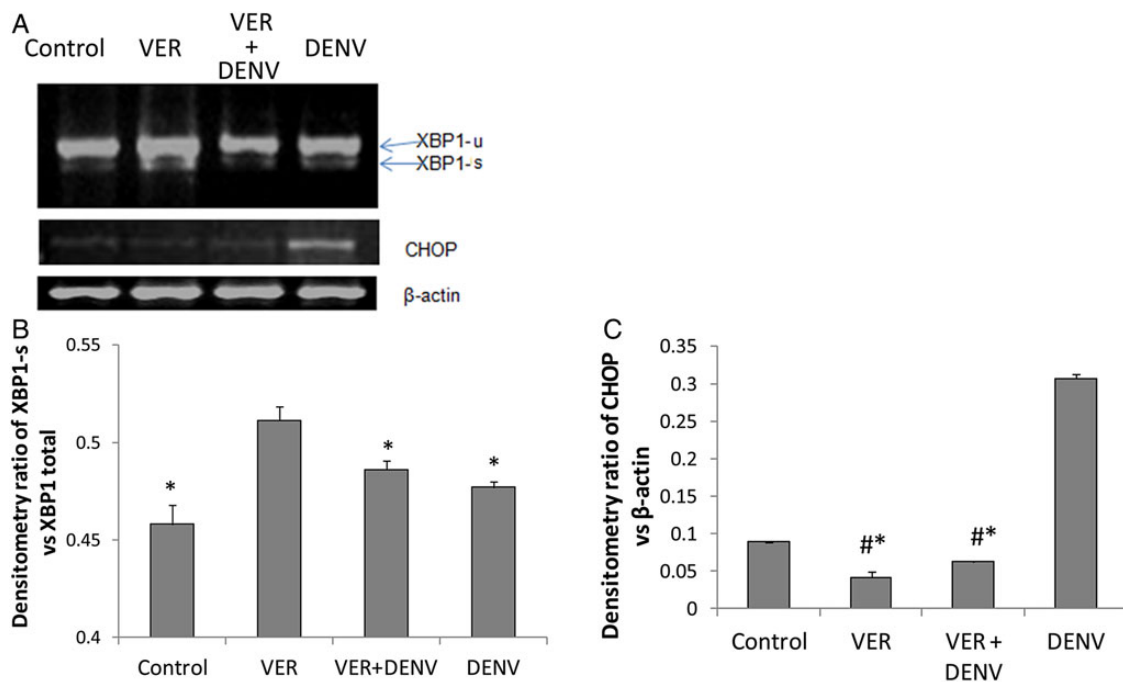 A
Control
VER
VER
+
DENV
DENV
XBP1-u
XBP1-s
CHOP
β-actin
B
Densitometry ratio of XBP1-s
vs XBP1 total
0.55
0.5
0.45
0.4
*
*
*
Control
VER
VER+DENV
DENV
C
Densitometry ratio of CHOP
vs β-actin
0.35
0.3
0.25
0.2
0.15
0.1
0.05
0
#*
#*
Control
VER
VER +
DENV
DENV